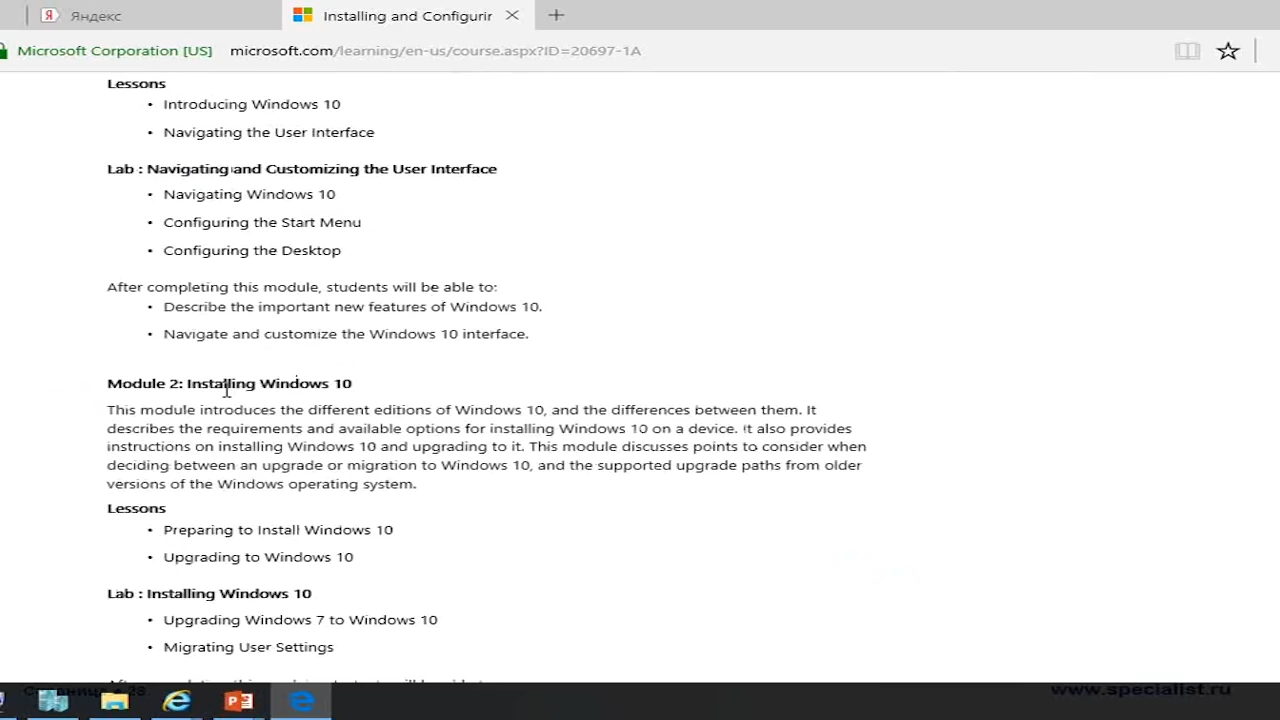 Яндекс
Installing and Configurir
Microsoft Corporation [US] microsoft.com/learning/en-us/course.aspx?ID=20697-1A
Lessons
• Introducing Windows 10
• Navigating the User Interface
Lab : Navigating and Customizing the User Interface
• Navigating Windows 10
• Configuring the Start Menu
• Configuring the Desktop
After completing this module, students will be able to:
• Describe the important new features of Windows 10.
• Navigate and customize the Windows 10 interface.
Module 2: Installing Windows 10
This module introduces the different editions of Windows 10, and the differences between them. It
describes the requirements and available options for installing Windows 10 on a device. It also provides
instructions on installing Windows 10 and upgrading to it. This module discusses points to consider when
deciding between an upgrade or migration to Windows 10, and the supported upgrade paths from older
versions of the Windows operating system.
Lessons
• Preparing to Install Windows 10
• Upgrading to Windows 10
Lab : Installing Windows 10
• Upgrading Windows 7 to Windows 10
• Migrating User Settings
www.specialist.ru